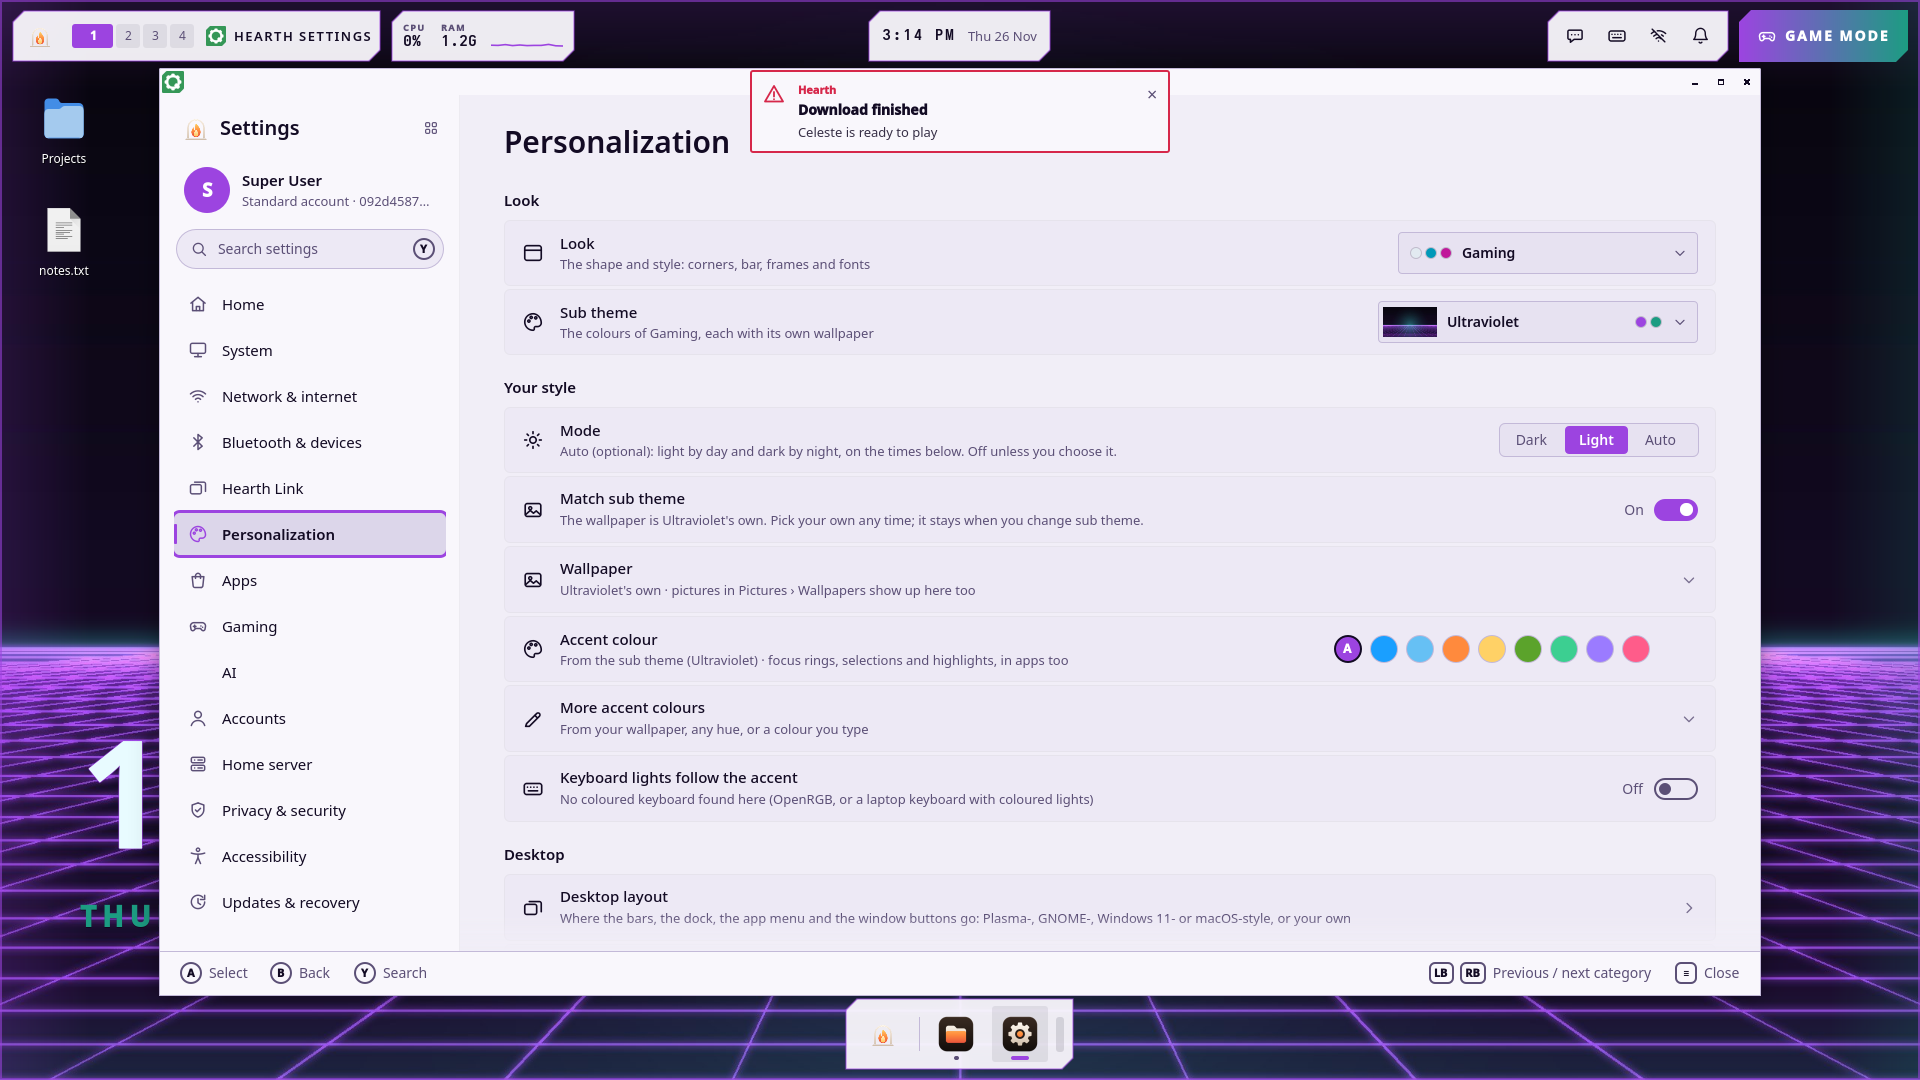 1 2 3 4 HEARTH SETTINGS
CPU RAM
0% 1.2G
3:14 PM Thu 26 Nov
GAME MODE
Projects
notes.txt
Hearth
Download finished
Celeste is ready to play
Settings
S
Super User
Standard account · 092d4587...
Search settings Y
Home
System
Network & internet
Bluetooth & devices
Hearth Link
Personalization
Apps
Gaming
AI
Accounts
Home server
Privacy & security
Accessibility
Updates & recovery
Personalization
Look
Look
The shape and style: corners, bar, frames and fonts
Gaming
Sub theme
The colours of Gaming, each with its own wallpaper
Ultraviolet
Your style
Mode
Auto (optional): light by day and dark by night, on the times below. Off unless you choose it.
Dark Light Auto
Match sub theme
The wallpaper is Ultraviolet's own. Pick your own any time; it stays when you change sub theme.
On
Wallpaper
Ultraviolet's own · pictures in Pictures › Wallpapers show up here too
Accent colour
From the sub theme (Ultraviolet) · focus rings, selections and highlights, in apps too
A
More accent colours
From your wallpaper, any hue, or a colour you type
Keyboard lights follow the accent
No coloured keyboard found here (OpenRGB, or a laptop keyboard with coloured lights)
Off
Desktop
Desktop layout
Where the bars, the dock, the app menu and the window buttons go: Plasma-, GNOME-, Windows 11- or macOS-style, or your own
1
THU
A Select B Back Y Search
LB RB Previous / next category ≡ Close